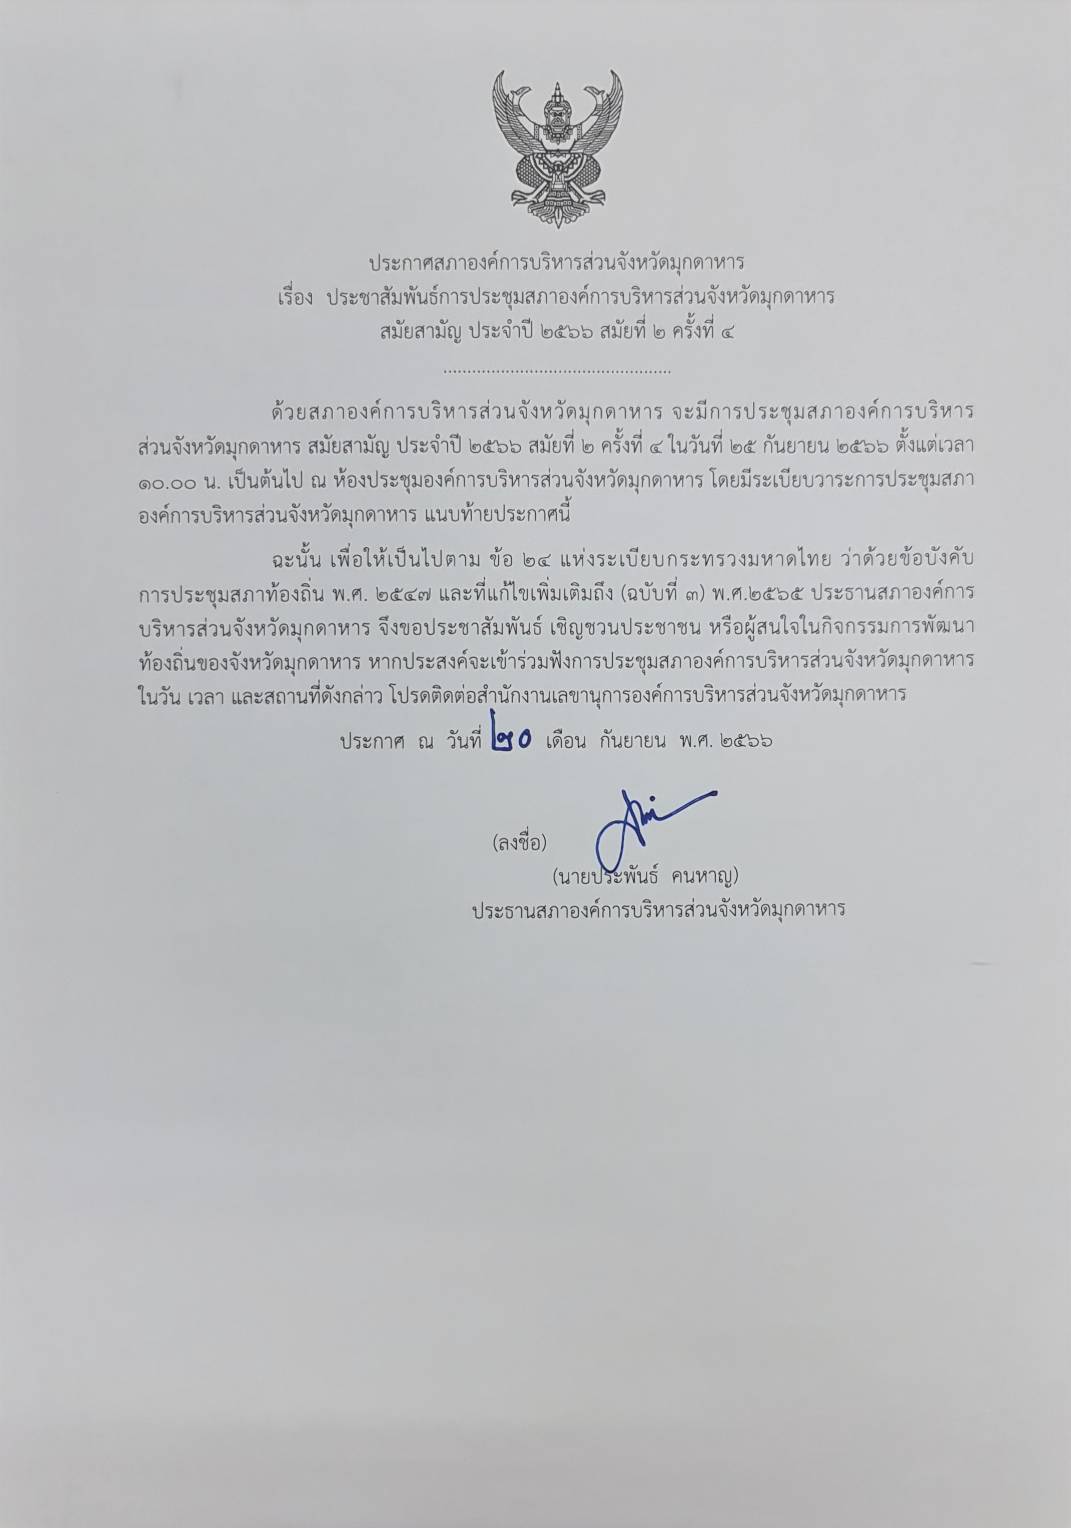 ประกาศสภาองค์การบริหารส่วนจังหวัดมุกดาหาร
เรื่อง ประชาสัมพันธ์การประชุมสภาองค์การบริหารส่วนจังหวัดมุกดาหาร
สมัยสามัญ ประจำปี ๒๕๖๖ สมัยที่ ๒ ครั้งที่ ๔
................................................
ด้วยสภาองค์การบริหารส่วนจังหวัดมุกดาหาร จะมีการประชุมสภาองค์การบริหาร
ส่วนจังหวัดมุกดาหาร สมัยสามัญ ประจำปี ๒๕๖๖ สมัยที่ ๒ ครั้งที่ ๔ ในวันที่ ๒๕ กันยายน ๒๕๖๖ ตั้งแต่เวลา
๑๐.๐๐ น. เป็นต้นไป ณ ห้องประชุมองค์การบริหารส่วนจังหวัดมุกดาหาร โดยมีระเบียบวาระการประชุมสภา
องค์การบริหารส่วนจังหวัดมุกดาหาร แนบท้ายประกาศนี้
ฉะนั้น เพื่อให้เป็นไปตาม ข้อ ๒๔ แห่งระเบียบกระทรวงมหาดไทย ว่าด้วยข้อบังคับ
การประชุมสภาท้องถิ่น พ.ศ. ๒๕๔๗ และที่แก้ไขเพิ่มเติมถึง (ฉบับที่ ๓) พ.ศ.๒๕๖๕ ประธานสภาองค์การ
บริหารส่วนจังหวัดมุกดาหาร จึงขอประชาสัมพันธ์ เชิญชวนประชาชน หรือผู้สนใจในกิจกรรมการพัฒนา
ท้องถิ่นของจังหวัดมุกดาหาร หากประสงค์จะเข้าร่วมฟังการประชุมสภาองค์การบริหารส่วนจังหวัดมุกดาหาร
ในวัน เวลา และสถานที่ดังกล่าว โปรดติดต่อสำนักงานเลขานุการองค์การบริหารส่วนจังหวัดมุกดาหาร
ประกาศ ณ วันที่ ๒๐ เดือน กันยายน พ.ศ. ๒๕๖๖
(ลงชื่อ)
(นายประพันธ์ คนหาญ)
ประธานสภาองค์การบริหารส่วนจังหวัดมุกดาหาร